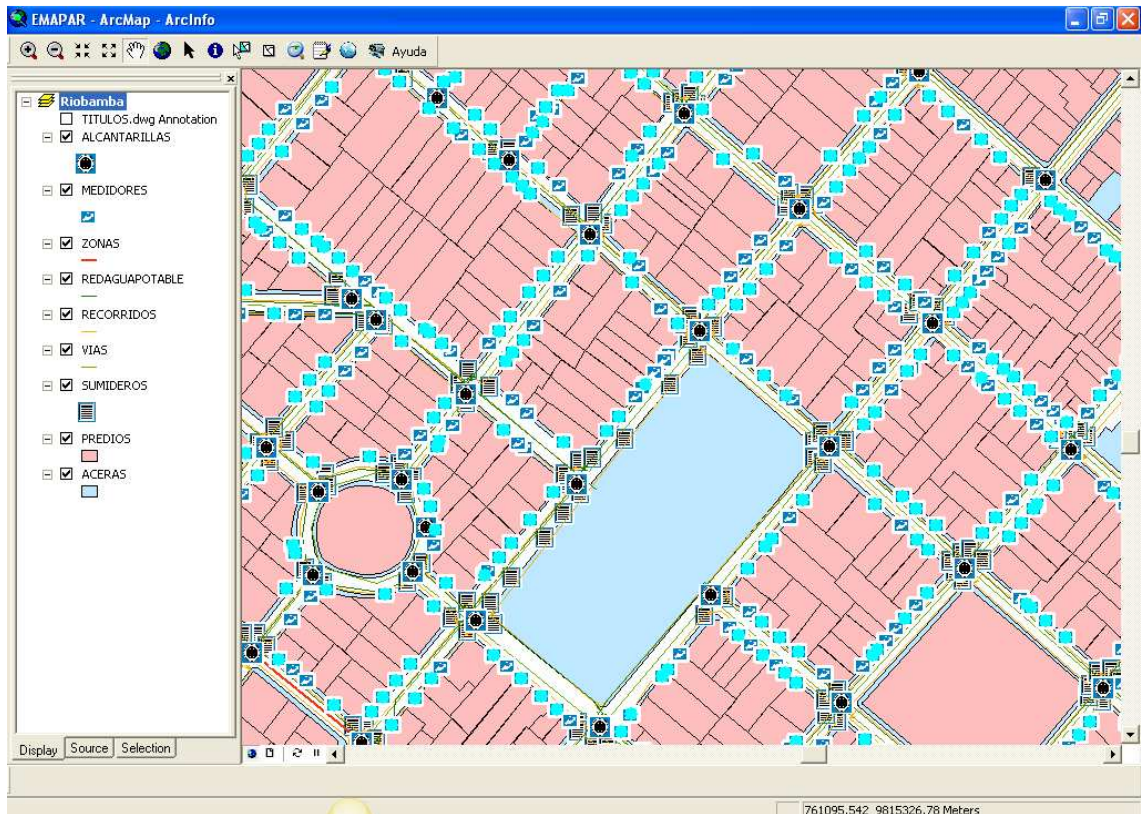 EMAPAR - ArcMap - ArcInfo
Ayuda
Riobamba
TITULOS.dwg Annotation
ALCANTARILLAS
MEDIDORES
ZONAS
REDAGUAPOTABLE
RECORRIDOS
VIAS
SUMIDEROS
PREDIOS
ACERAS
Display Source Selection
761095,542 9815326,78 Meters